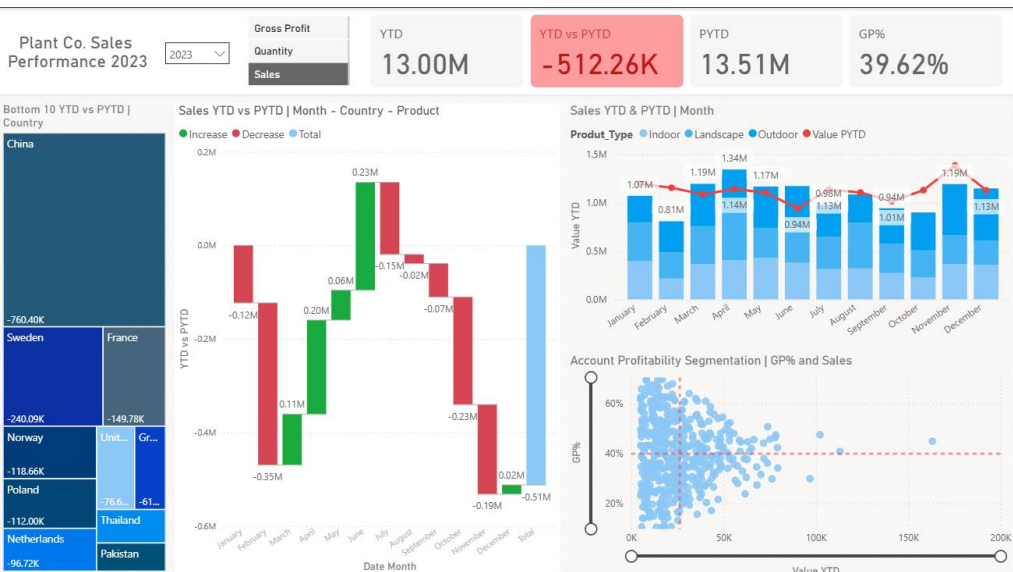 Plant Co. Sales
Performance 2023
2023
Gross Profit
Quantity
Sales
YTD
13.00M
YTD vs PYTD
-512.26K
PYTD
13.51M
GP%
39.62%
Bottom 10 YTD vs PYTD |
Country
China
-760.40K
Sweden
-240.09K
France
-149.78K
Norway
-118.66K
Poland
-112.00K
Netherlands
-96.72K
Unit...
-76.6...
Gr...
-61...
Thailand
Pakistan
Sales YTD vs PYTD | Month - Country - Product
Increase Decrease Total
0.2M
0.0M
-0.2M
-0.4M
-0.6M
YTD vs PYTD
-0.12M
-0.35M
0.11M
0.20M
0.06M
0.23M
-0.15M
-0.02M
-0.07M
-0.23M
-0.19M
0.02M
-0.51M
January February March April May June July August September October November December Total
Date Month
Sales YTD & PYTD | Month
Produt_Type Indoor Landscape Outdoor Value PYTD
1.5M
1.0M
0.5M
0.0M
Value YTD
1.07M
0.81M
1.19M
1.34M
1.14M
1.17M
0.94M
0.98M
1.13M
0.94M
1.01M
1.19M
1.13M
January February March April May June July August September October November December
Account Profitability Segmentation | GP% and Sales
60%
40%
20%
GP%
0K 50K 100K 150K 200K
Value YTD